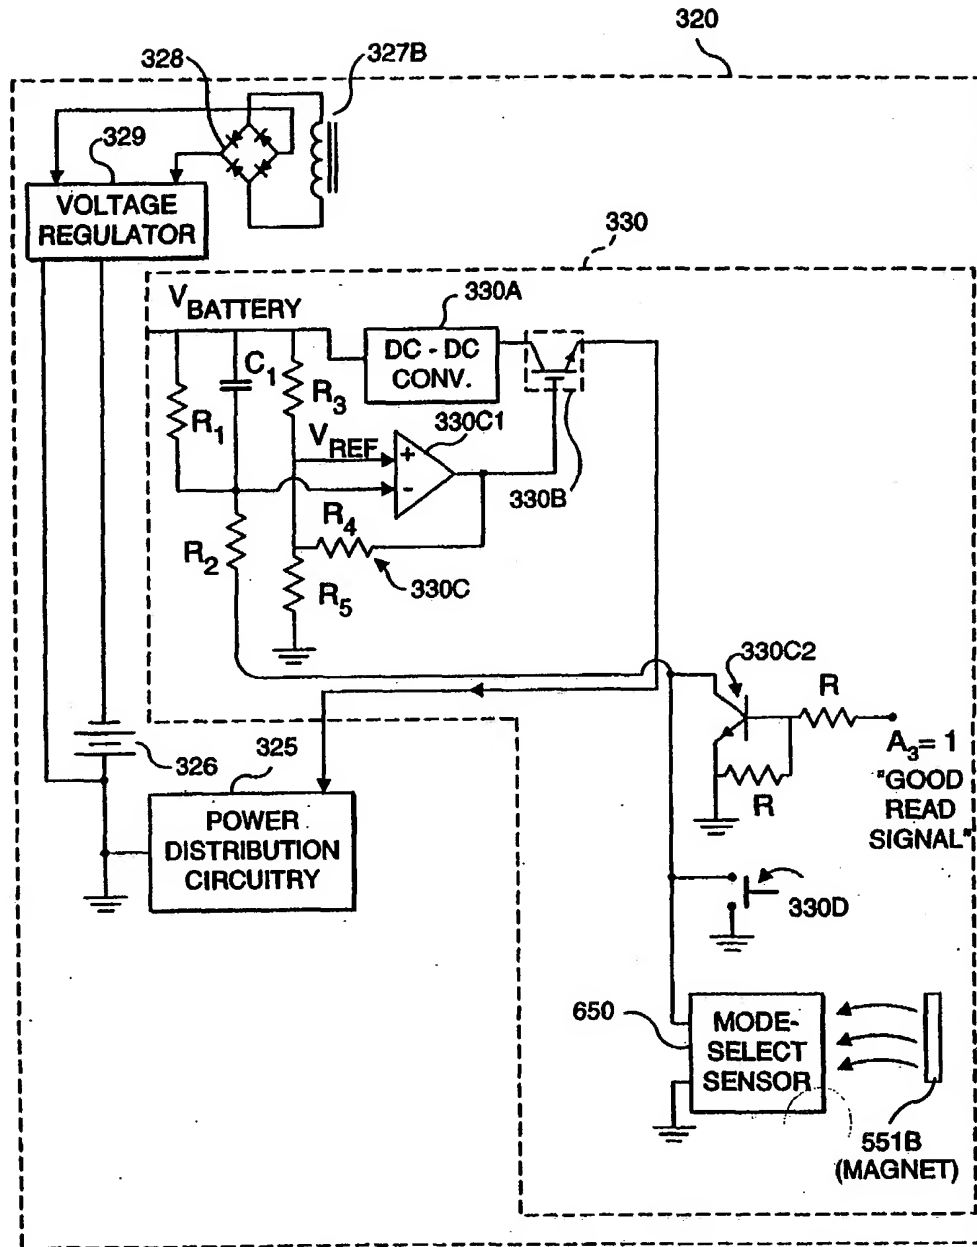 320
328
327B
329
VOLTAGE
REGULATOR
330
V BATTERY
330A
DC - DC
CONV.
C1
R3
R1
330C1
VREF
+
-
330B
R4
R2
330C
R5
330C2
R
326
325
A3= 1
"GOOD
READ
SIGNAL"
R
POWER
DISTRIBUTION
CIRCUITRY
330D
650
MODE-
SELECT
SENSOR
551B
(MAGNET)